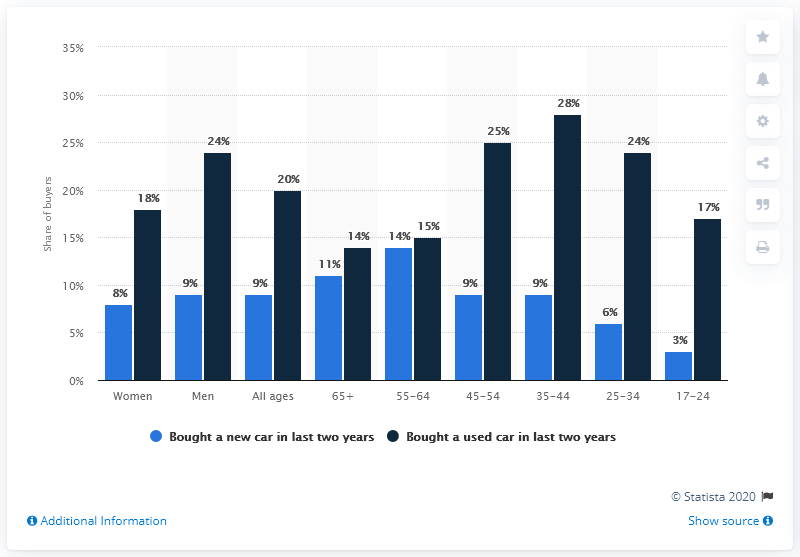 35%
30%
25%
20%
15%
10%
5%
0%
Share of buyers
8% 18% 9% 24% 9% 20% 11% 14% 14% 15% 9% 25% 9% 28% 6% 24% 3% 17%
Women Men All ages 65+ 55-64 45-54 35-44 25-34 17-24
Bought a new car in last two years Bought a used car in last two years
© Statista 2020
Additional Information Show source